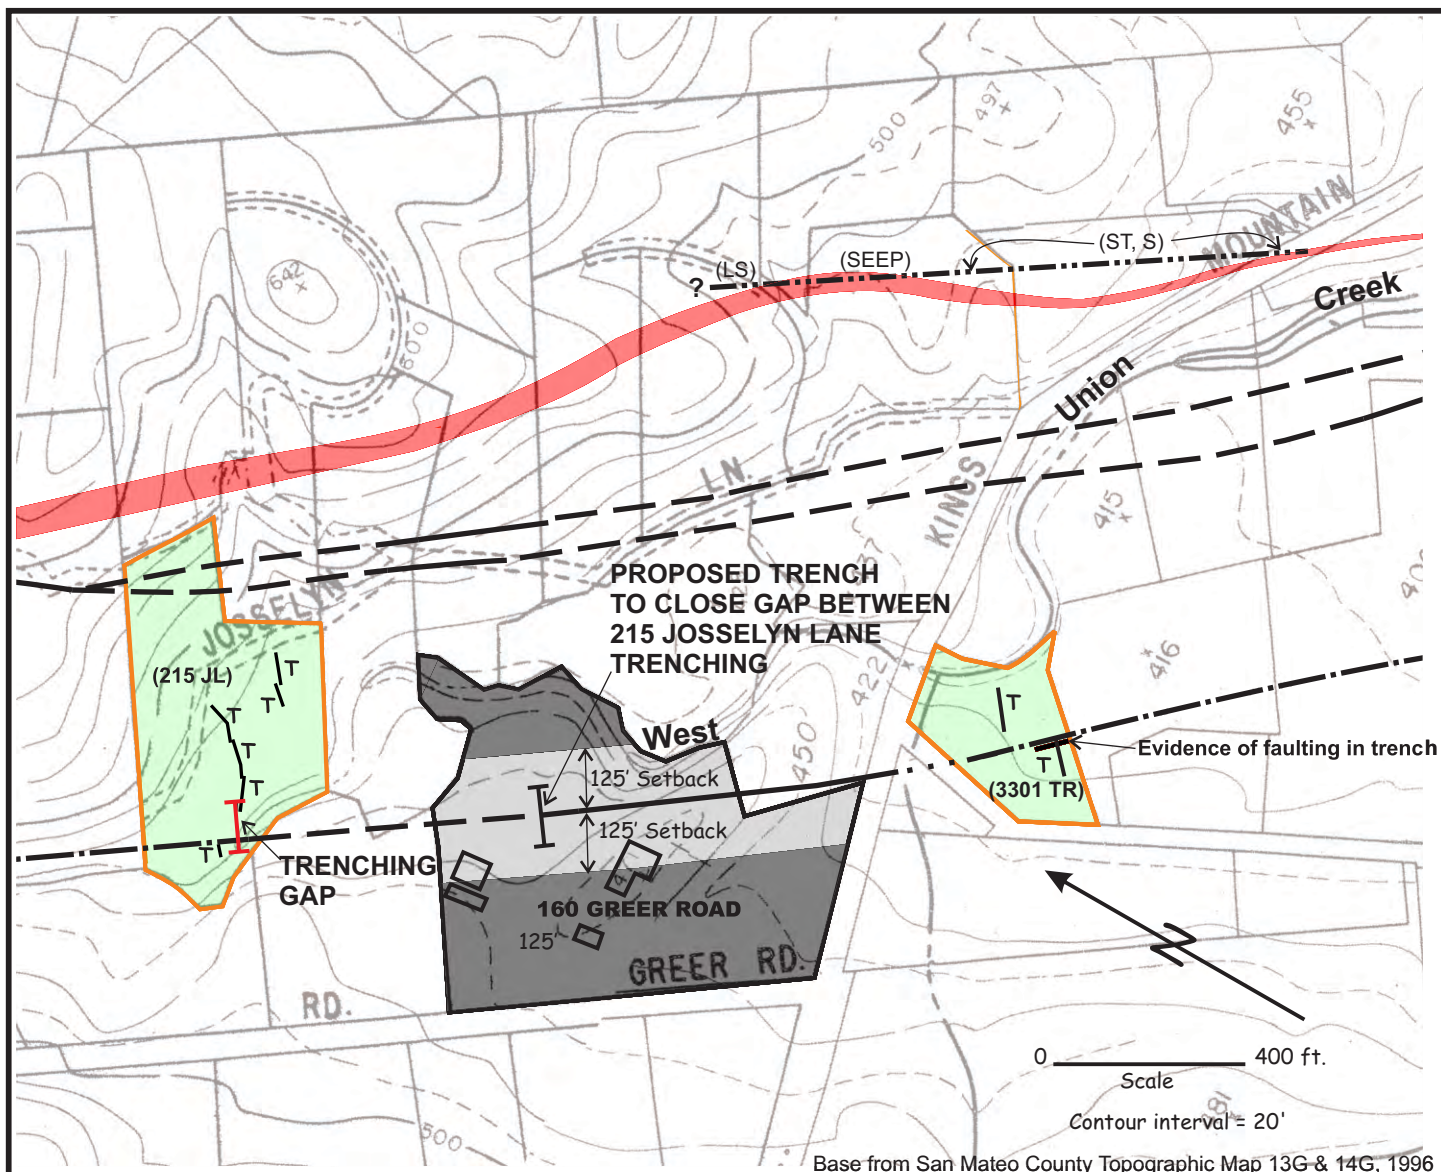 497
500
455
MOUNTAIN
(ST, S)
(SEEP)
(LS)
?
642
Creek
500
Union
LN.
KINGS
415
PROPOSED TRENCH
TO CLOSE GAP BETWEEN
215 JOSSELYN LANE
TRENCHING
437
JOSSELYN
(215 JL)
T
T
T
T
T
T
416
422
West
450
125' Setback
125' Setback
T
T
Evidence of faulting in trench
(3301 TR)
TRENCHING
GAP
160 GREER ROAD
125'
GREER RD.
RD.
0 400 ft.
Scale
Contour interval = 20'
481
500
Base from San Mateo County Topographic Map 13G & 14G, 1996